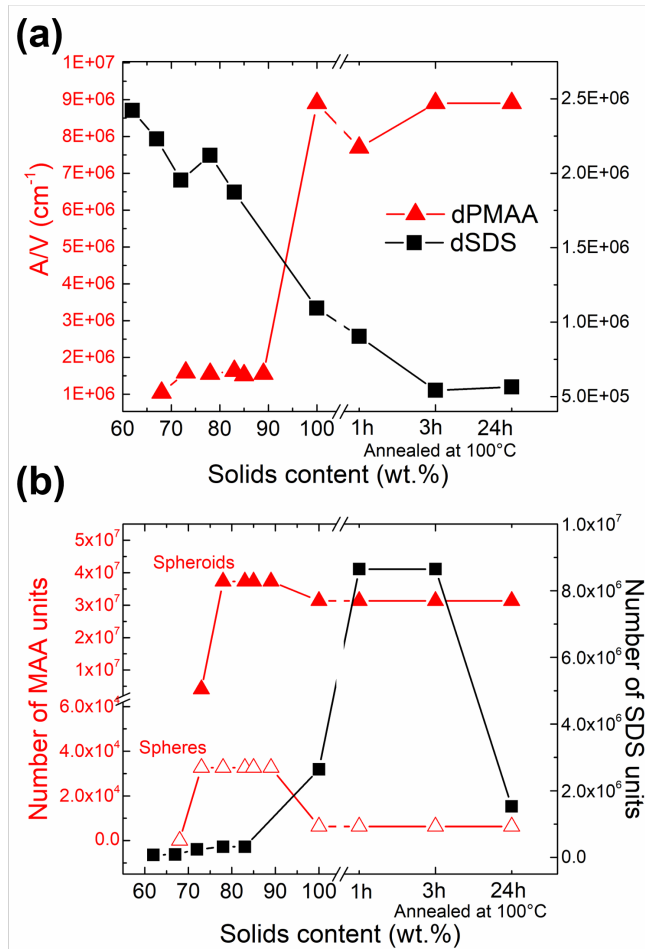 (a)
1E+07
9E+06
8E+06
7E+06
6E+06
5E+06
4E+06
3E+06
2E+06
1E+06
A/V (cm⁻¹)
2.5E+06
2.0E+06
1.5E+06
1.0E+06
5.0E+05
dPMAA
dSDS
60 70 80 90 100 1h 3h 24h
Annealed at 100°C
Solids content (wt.%)
(b)
5x10⁷
4x10⁷
3x10⁷
2x10⁷
1x10⁷
6.0x10⁴
4.0x10⁴
2.0x10⁴
0.0
Number of MAA units
Spheroids
Spheres
1.0x10⁷
8.0x10⁶
6.0x10⁶
4.0x10⁶
2.0x10⁶
0.0
Number of SDS
units
60 70 80 90 100 1h 3h 24h
Annealed at 100°C
Solids content (wt.%)